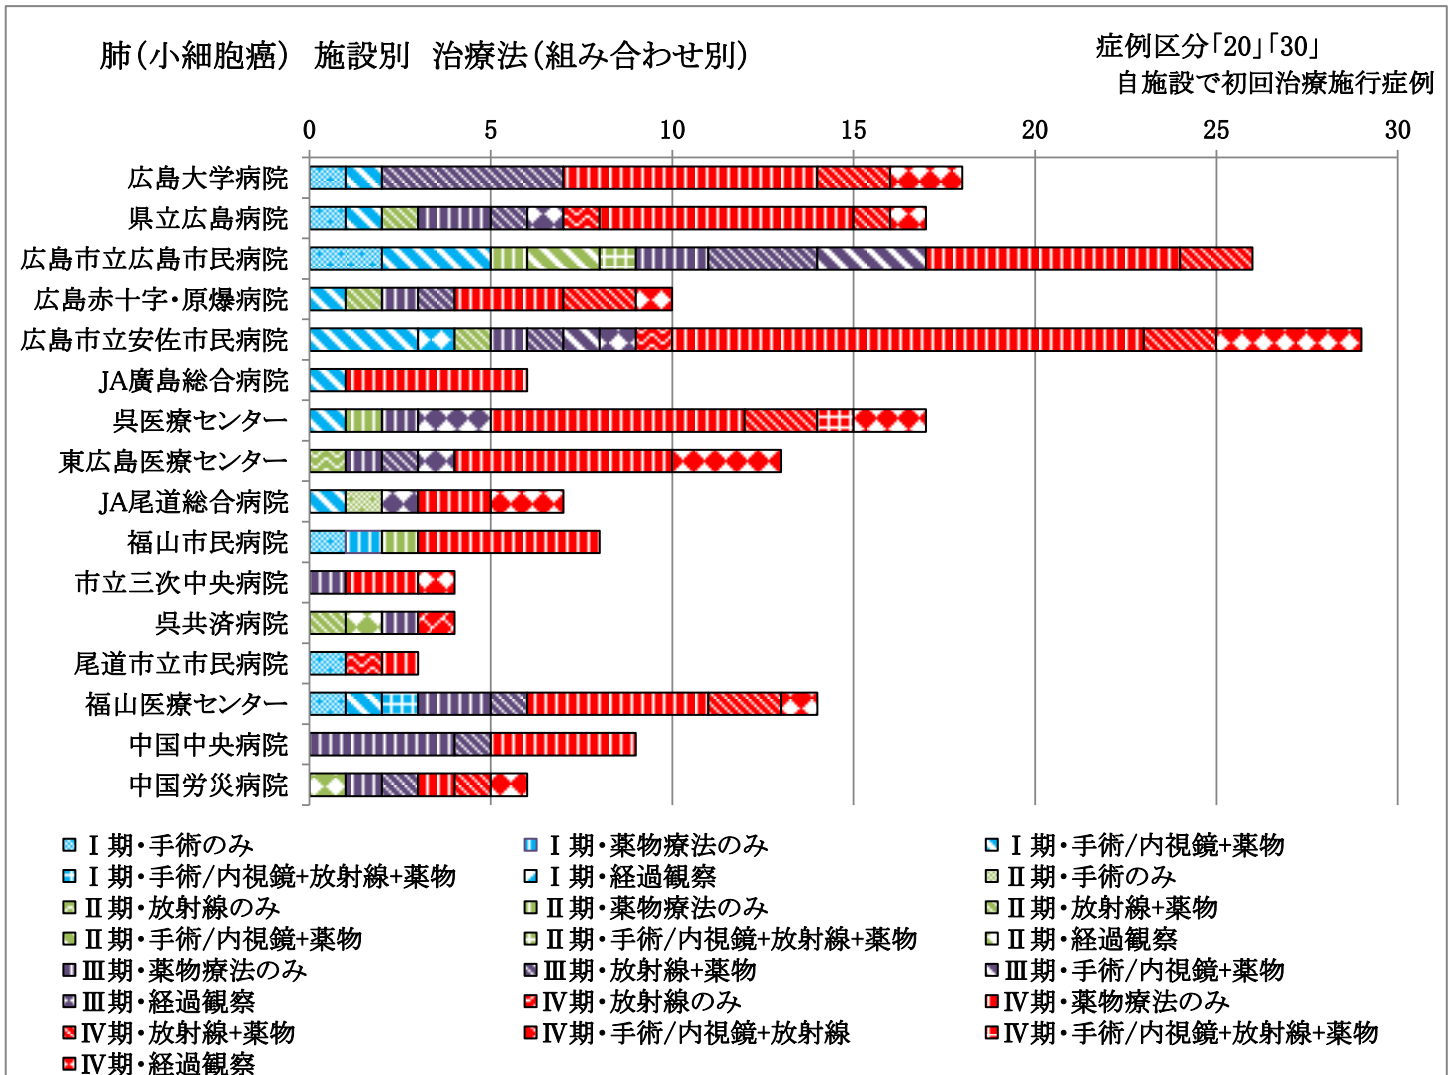 肺（小細胞癌） 施設別 治療法（組み合わせ別）
症例区分「20」「30」
自施設で初回治療施行症例
0 5 10 15 20 25 30
広島大学病院
県立広島病院
広島市立広島市民病院
広島赤十字・原爆病院
広島市立安佐市民病院
JA廣島総合病院
呉医療センター
東広島医療センター
JA尾道総合病院
福山市民病院
市立三次中央病院
呉共済病院
尾道市立市民病院
福山医療センター
中国中央病院
中国労災病院
Ⅰ期・手術のみ Ⅰ期・薬物療法のみ Ⅰ期・手術/内視鏡+薬物
Ⅰ期・手術/内視鏡+放射線+薬物 Ⅰ期・経過観察 Ⅱ期・手術のみ
Ⅱ期・放射線のみ Ⅱ期・薬物療法のみ Ⅱ期・放射線+薬物
Ⅱ期・手術/内視鏡+薬物 Ⅱ期・手術/内視鏡+放射線+薬物 Ⅱ期・経過観察
Ⅲ期・薬物療法のみ Ⅲ期・放射線+薬物 Ⅲ期・手術/内視鏡+薬物
Ⅲ期・経過観察 Ⅳ期・放射線のみ Ⅳ期・薬物療法のみ
Ⅳ期・放射線+薬物 Ⅳ期・手術/内視鏡+放射線 Ⅳ期・手術/内視鏡+放射線+薬物
Ⅳ期・経過観察